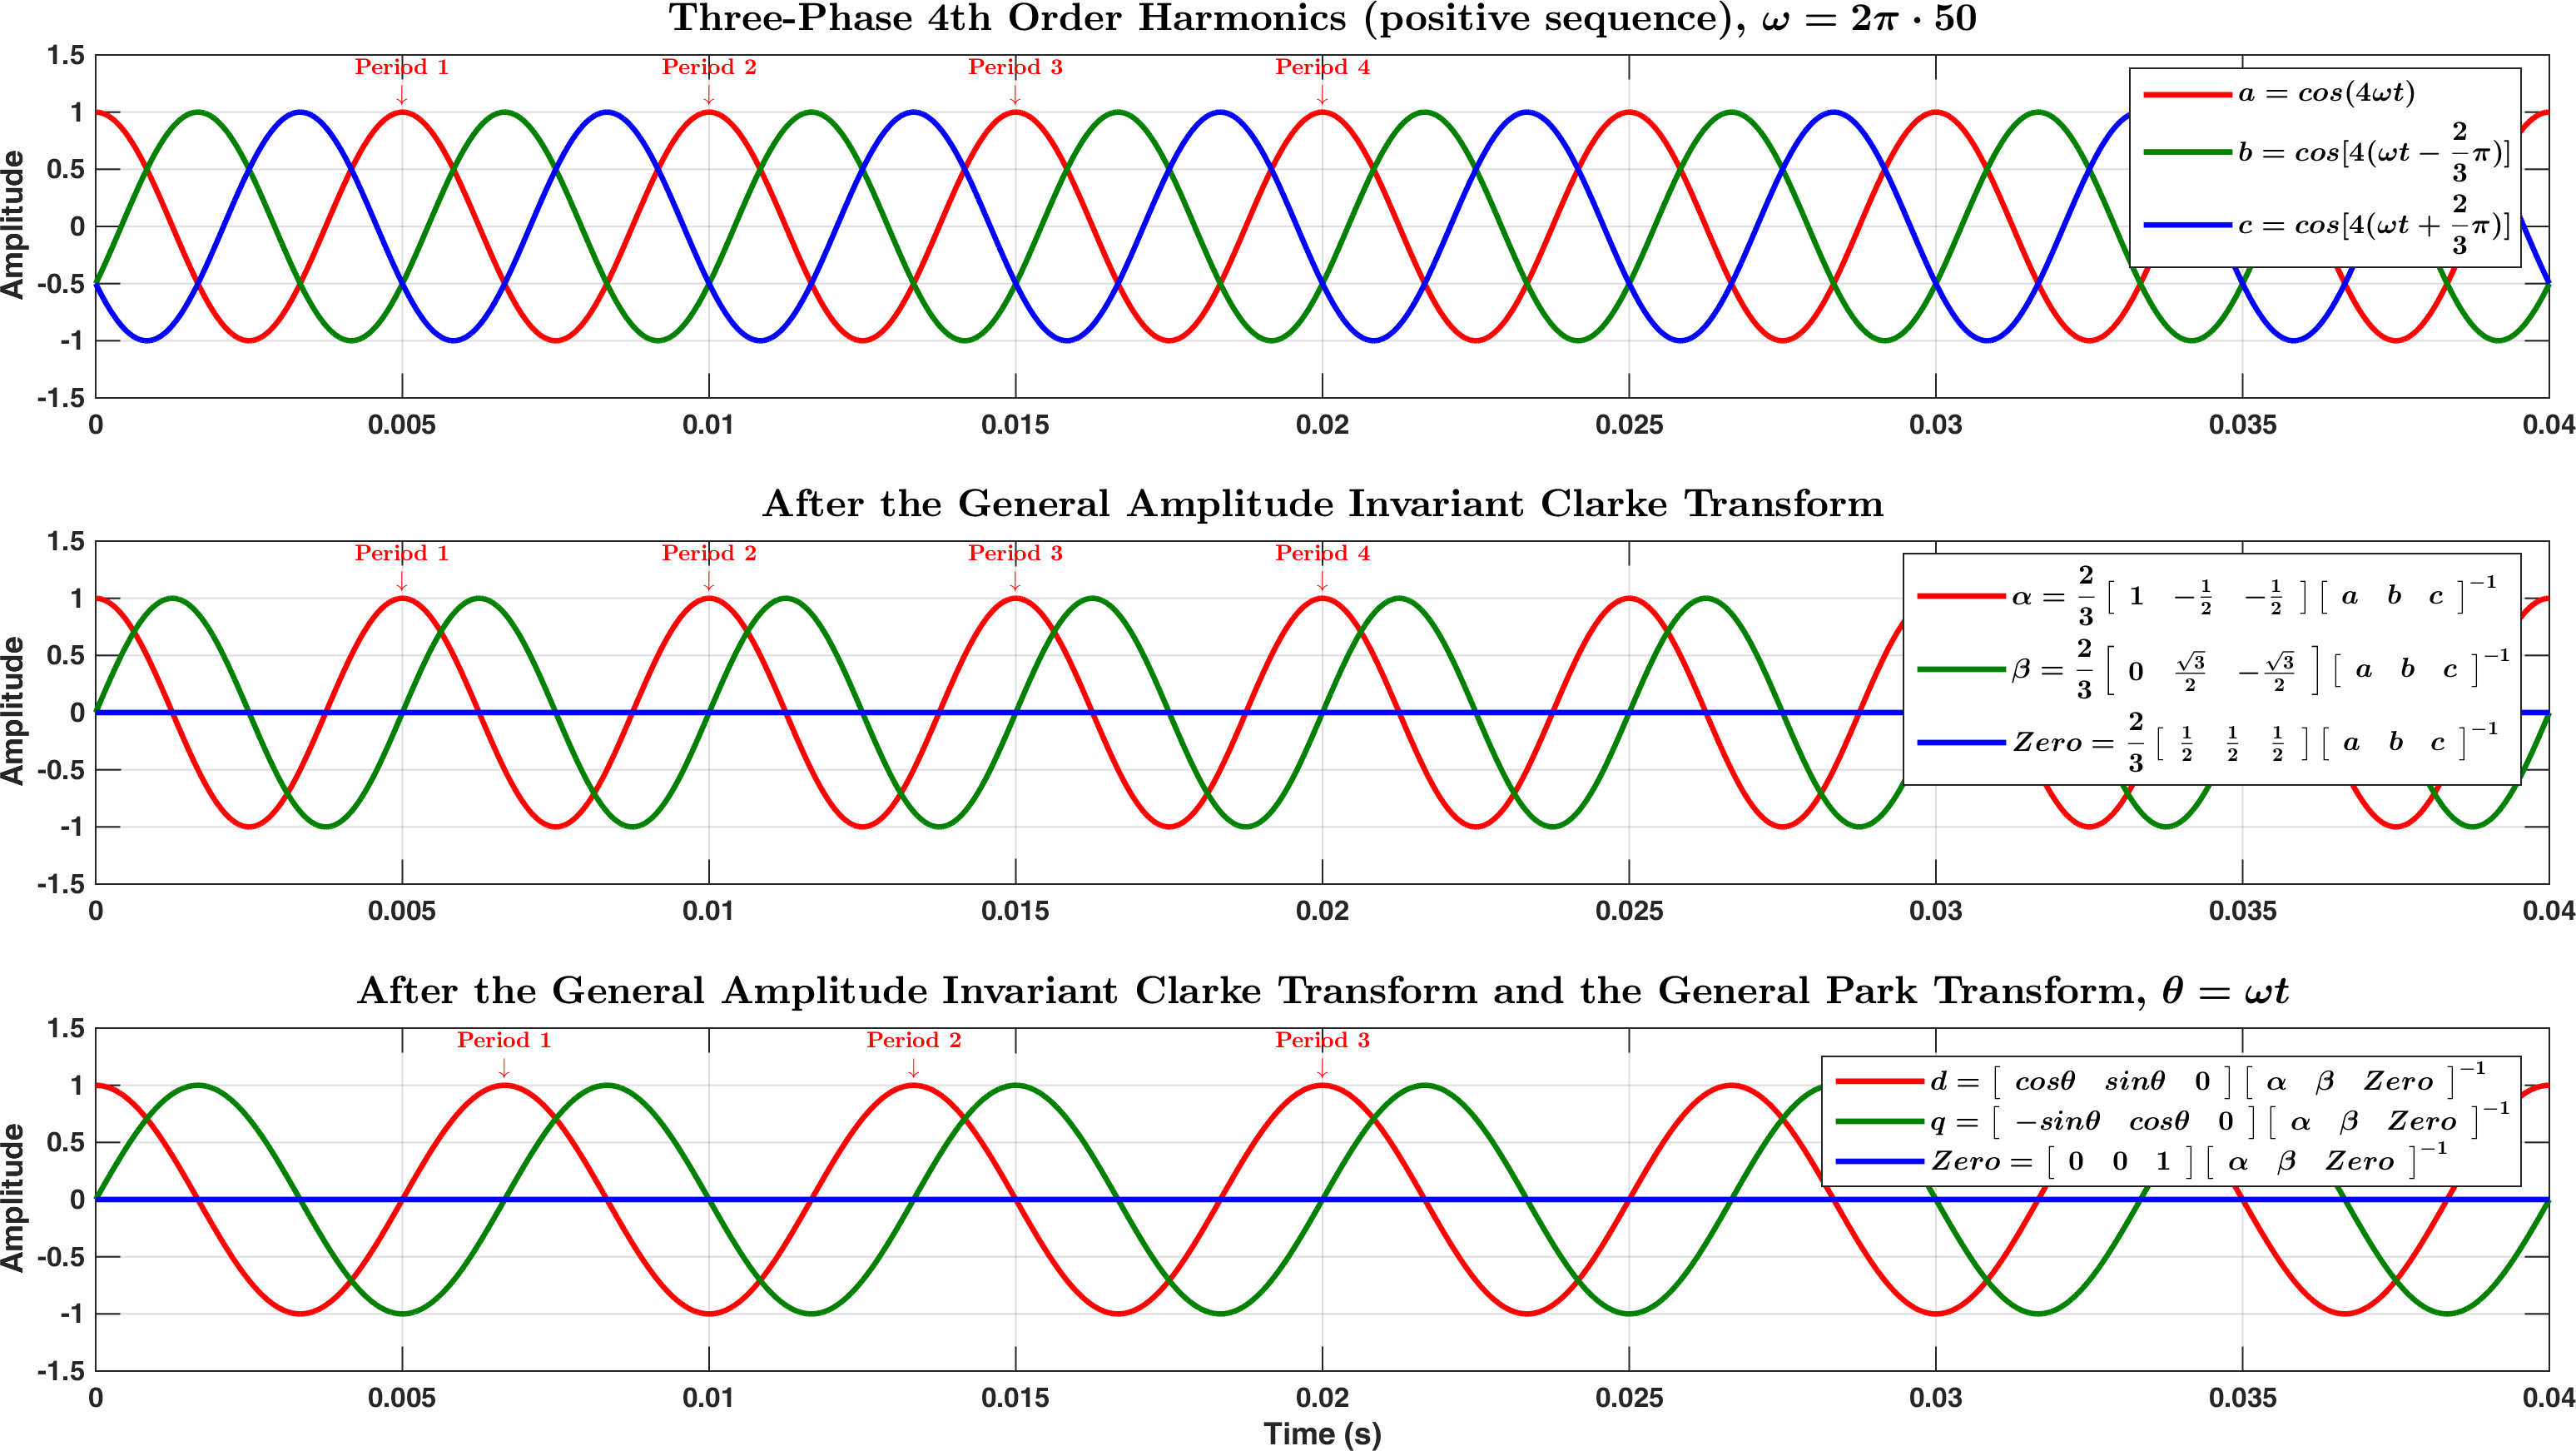 Three-Phase 4th Order Harmonics (positive sequence), ω = 2π · 50
Amplitude
1.5
1
0.5
0
-0.5
-1
-1.5
Period 1
Period 2
Period 3
Period 4
a = cos(4ωt)
b = cos[4(ωt − 2/3 π)]
c = cos[4(ωt + 2/3 π)]
0 0.005 0.01 0.015 0.02 0.025 0.03 0.035 0.04
After the General Amplitude Invariant Clarke Transform
Amplitude
1.5
1
0.5
0
-0.5
-1
-1.5
Period 1
Period 2
Period 3
Period 4
α = 2/3 [ 1 −1/2 −1/2 ] [ a b c ]^−1
β = 2/3 [ 0 √3/2 −√3/2 ] [ a b c ]^−1
Zero = 2/3 [ 1/2 1/2 1/2 ] [ a b c ]^−1
0 0.005 0.01 0.015 0.02 0.025 0.03 0.035 0.04
After the General Amplitude Invariant Clarke Transform and the General Park Transform, θ = ωt
Amplitude
1.5
1
0.5
0
-0.5
-1
-1.5
Period 1
Period 2
Period 3
d = [ cosθ sinθ 0 ] [ α β Zero ]^−1
q = [ −sinθ cosθ 0 ] [ α β Zero ]^−1
Zero = [ 0 0 1 ] [ α β Zero ]^−1
0 0.005 0.01 0.015 0.02 0.025 0.03 0.035 0.04
Time (s)